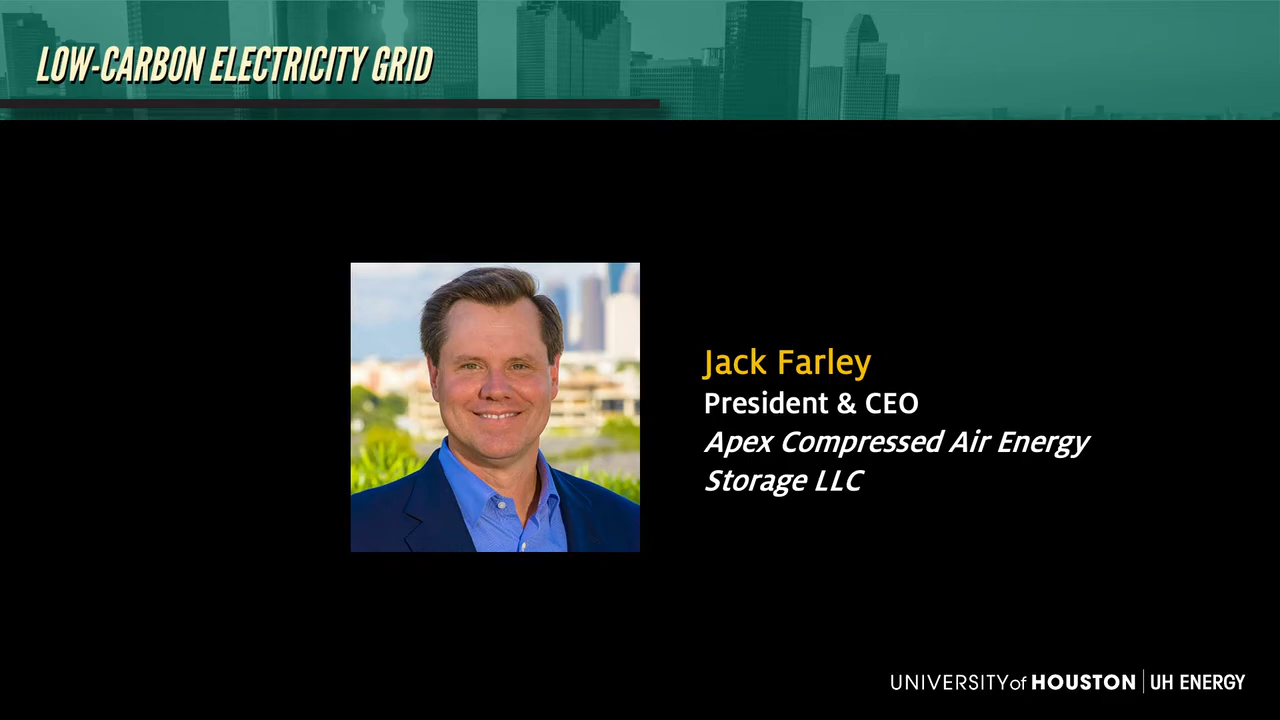 LOW-CARBON ELECTRICITY GRID
Jack Farley
President & CEO
Apex Compressed Air Energy
Storage LLC
UNIVERSITY of HOUSTON | UH ENERGY